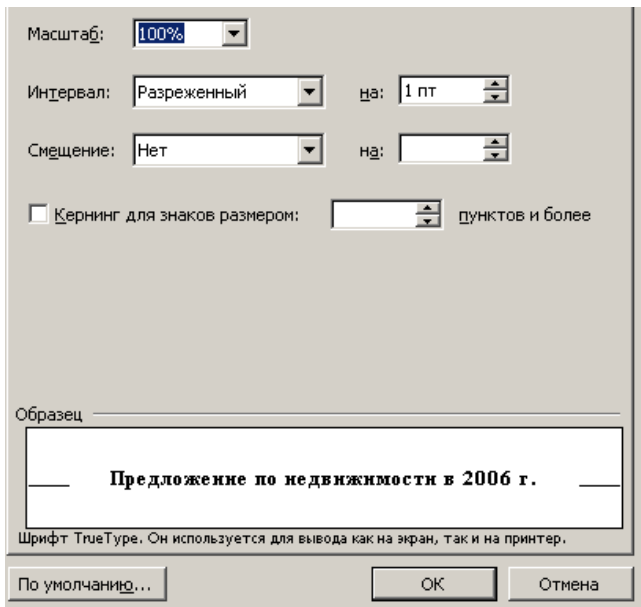 Масштаб: 100%
Интервал: Разреженный на: 1 пт
Смещение: Нет на:
Кернинг для знаков размером: пунктов и более
Образец
Предложение по недвижимости в 2006 г.
Шрифт TrueType. Он используется для вывода как на экран, так и на принтер.
По умолчанию... ОК Отмена